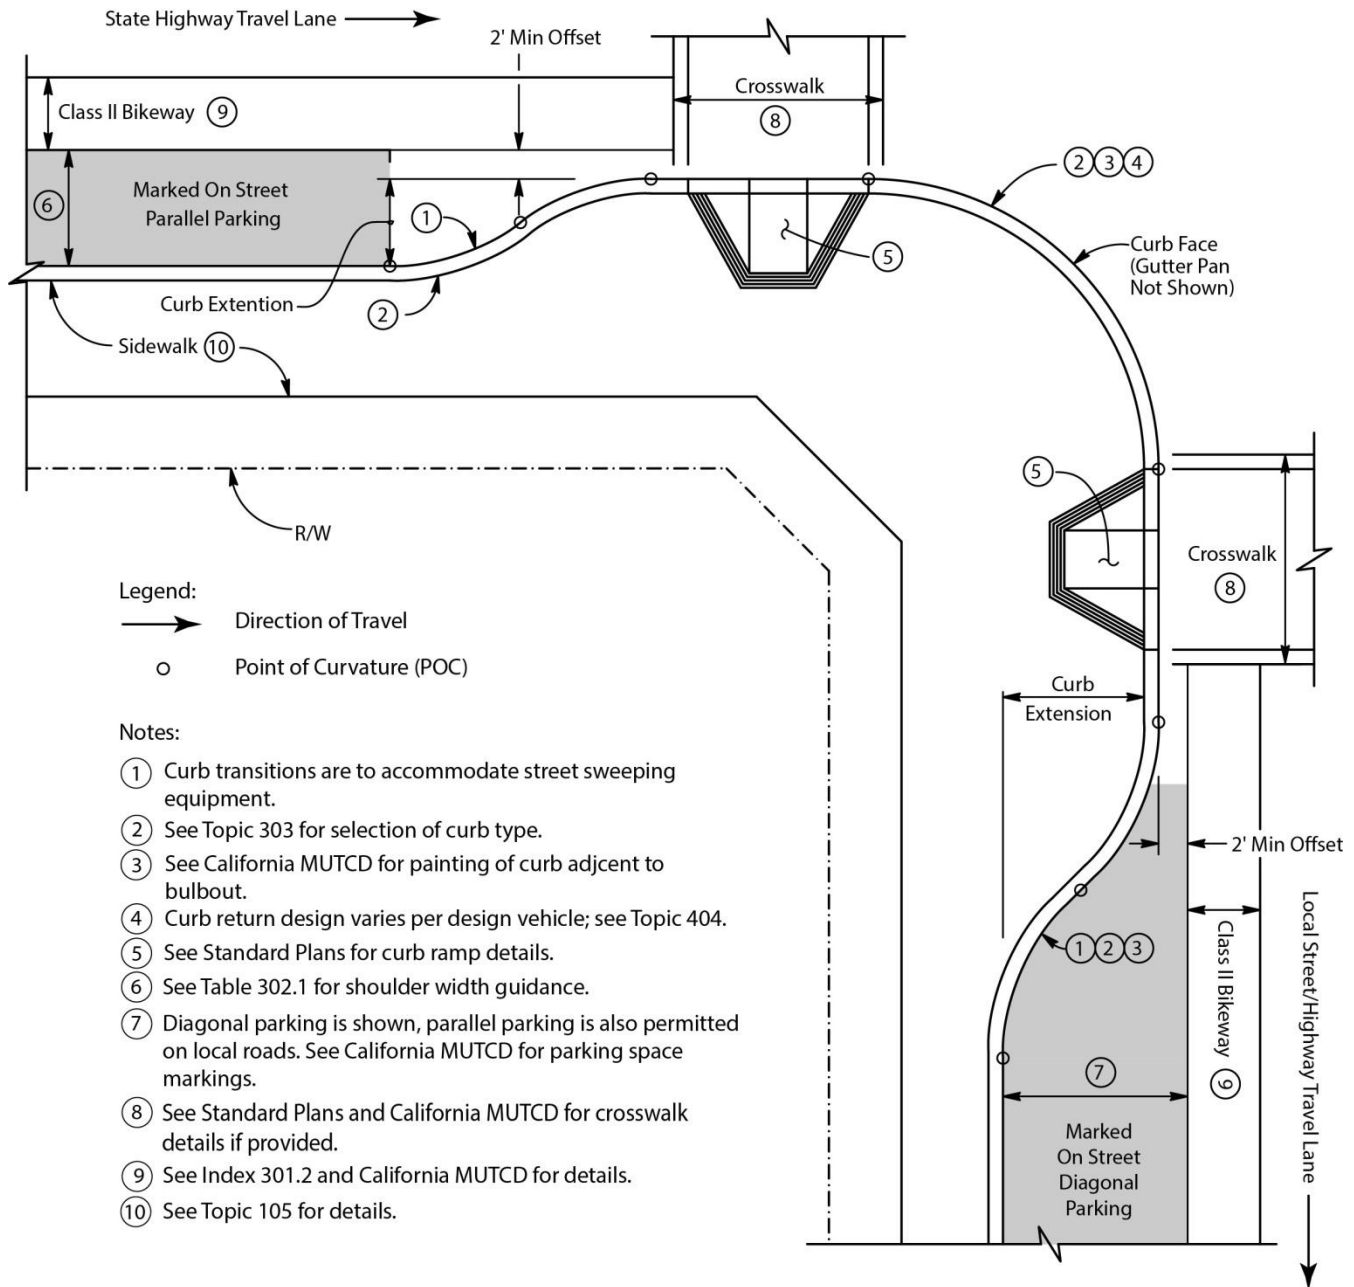 State Highway Travel Lane
2' Min Offset
Class II Bikeway 9
Crosswalk
8
2 3 4
6
Marked On Street
Parallel Parking
1
5
Curb Face
(Gutter Pan
Not Shown)
Curb Extention
2
Sidewalk 10
5
R/W
Crosswalk
8
Legend:
Direction of Travel
Point of Curvature (POC)
Curb
Extension
Notes:
1 Curb transitions are to accommodate street sweeping
equipment.
2 See Topic 303 for selection of curb type.
3 See California MUTCD for painting of curb adjcent to
bulbout.
4 Curb return design varies per design vehicle; see Topic 404.
5 See Standard Plans for curb ramp details.
6 See Table 302.1 for shoulder width guidance.
7 Diagonal parking is shown, parallel parking is also permitted
on local roads. See California MUTCD for parking space
markings.
8 See Standard Plans and California MUTCD for crosswalk
details if provided.
9 See Index 301.2 and California MUTCD for details.
10 See Topic 105 for details.
2' Min Offset
1 2 3
7
Marked
On Street
Diagonal
Parking
Class II Bikeway 9
Local Street/Highway Travel Lane